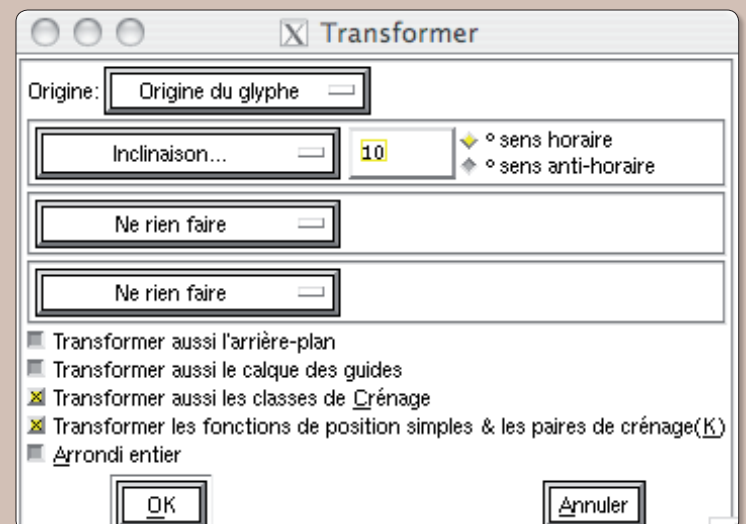 Transformer
Origine: Origine du glyphe
Inclinaison... 10 ° sens horaire
° sens anti-horaire
Ne rien faire
Ne rien faire
Transformer aussi l'arrière-plan
Transformer aussi le calque des guides
Transformer aussi les classes de Crénage
Transformer les fonctions de position simples & les paires de crénage(K)
Arrondi entier
OK Annuler